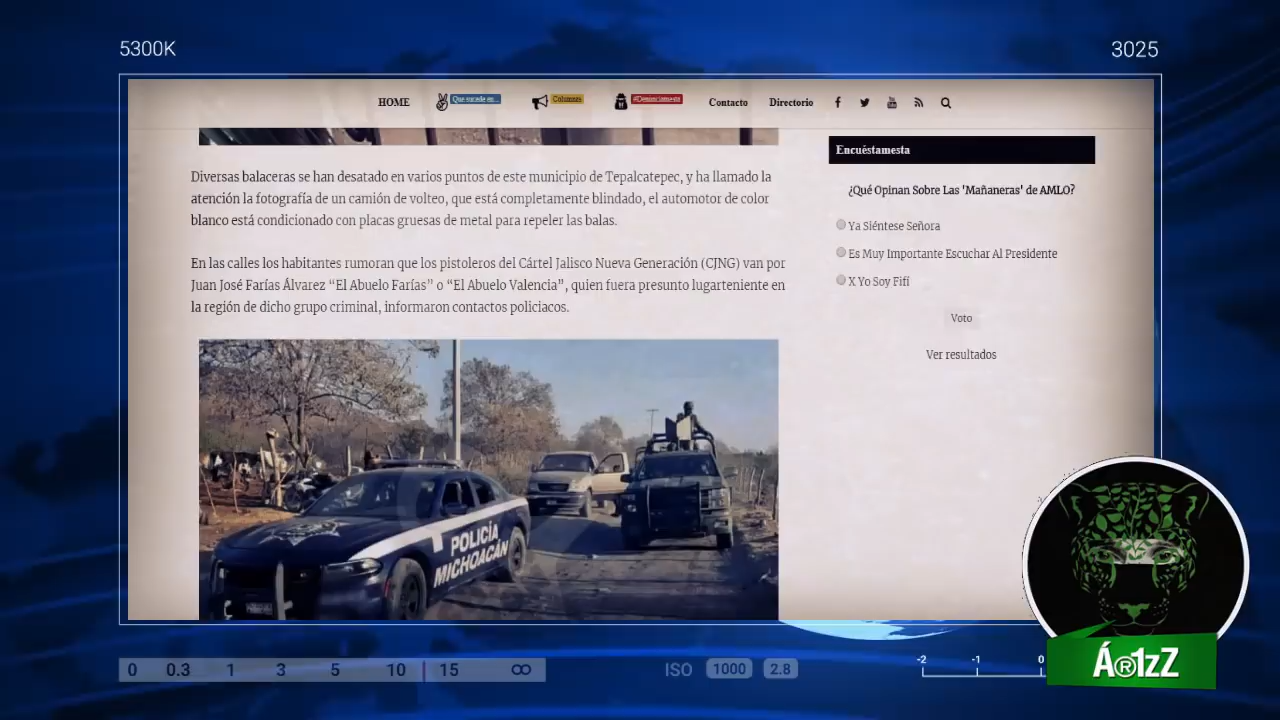 5300K
3025
HOME
Que sucede en...
Columnas
#Denunciamesta
Contacto
Directorio
Diversas balaceras se han desatado en varios puntos de este municipio de Tepalcatepec, y ha llamado la
atención la fotografía de un camión de volteo, que está completamente blindado, el automotor de color
blanco está condicionado con placas gruesas de metal para repeler las balas.
En las calles los habitantes rumoran que los pistoleros del Cártel Jalisco Nueva Generación (CJNG) van por
Juan José Farías Álvarez “El Abuelo Farías” o “El Abuelo Valencia”, quien fuera presunto lugarteniente en
la región de dicho grupo criminal, informaron contactos policiacos.
Encuéstamesta
¿Qué Opinan Sobre Las 'Mañaneras' de AMLO?
Ya Siéntese Señora
Es Muy Importante Escuchar Al Presidente
X Yo Soy Fifí
Voto
Ver resultados
POLICÍA
MICHOACÁN
0 0.3 1 3 5 10 15 ∞
ISO 1000 2.8
-2 -1 0
Á®1zZ